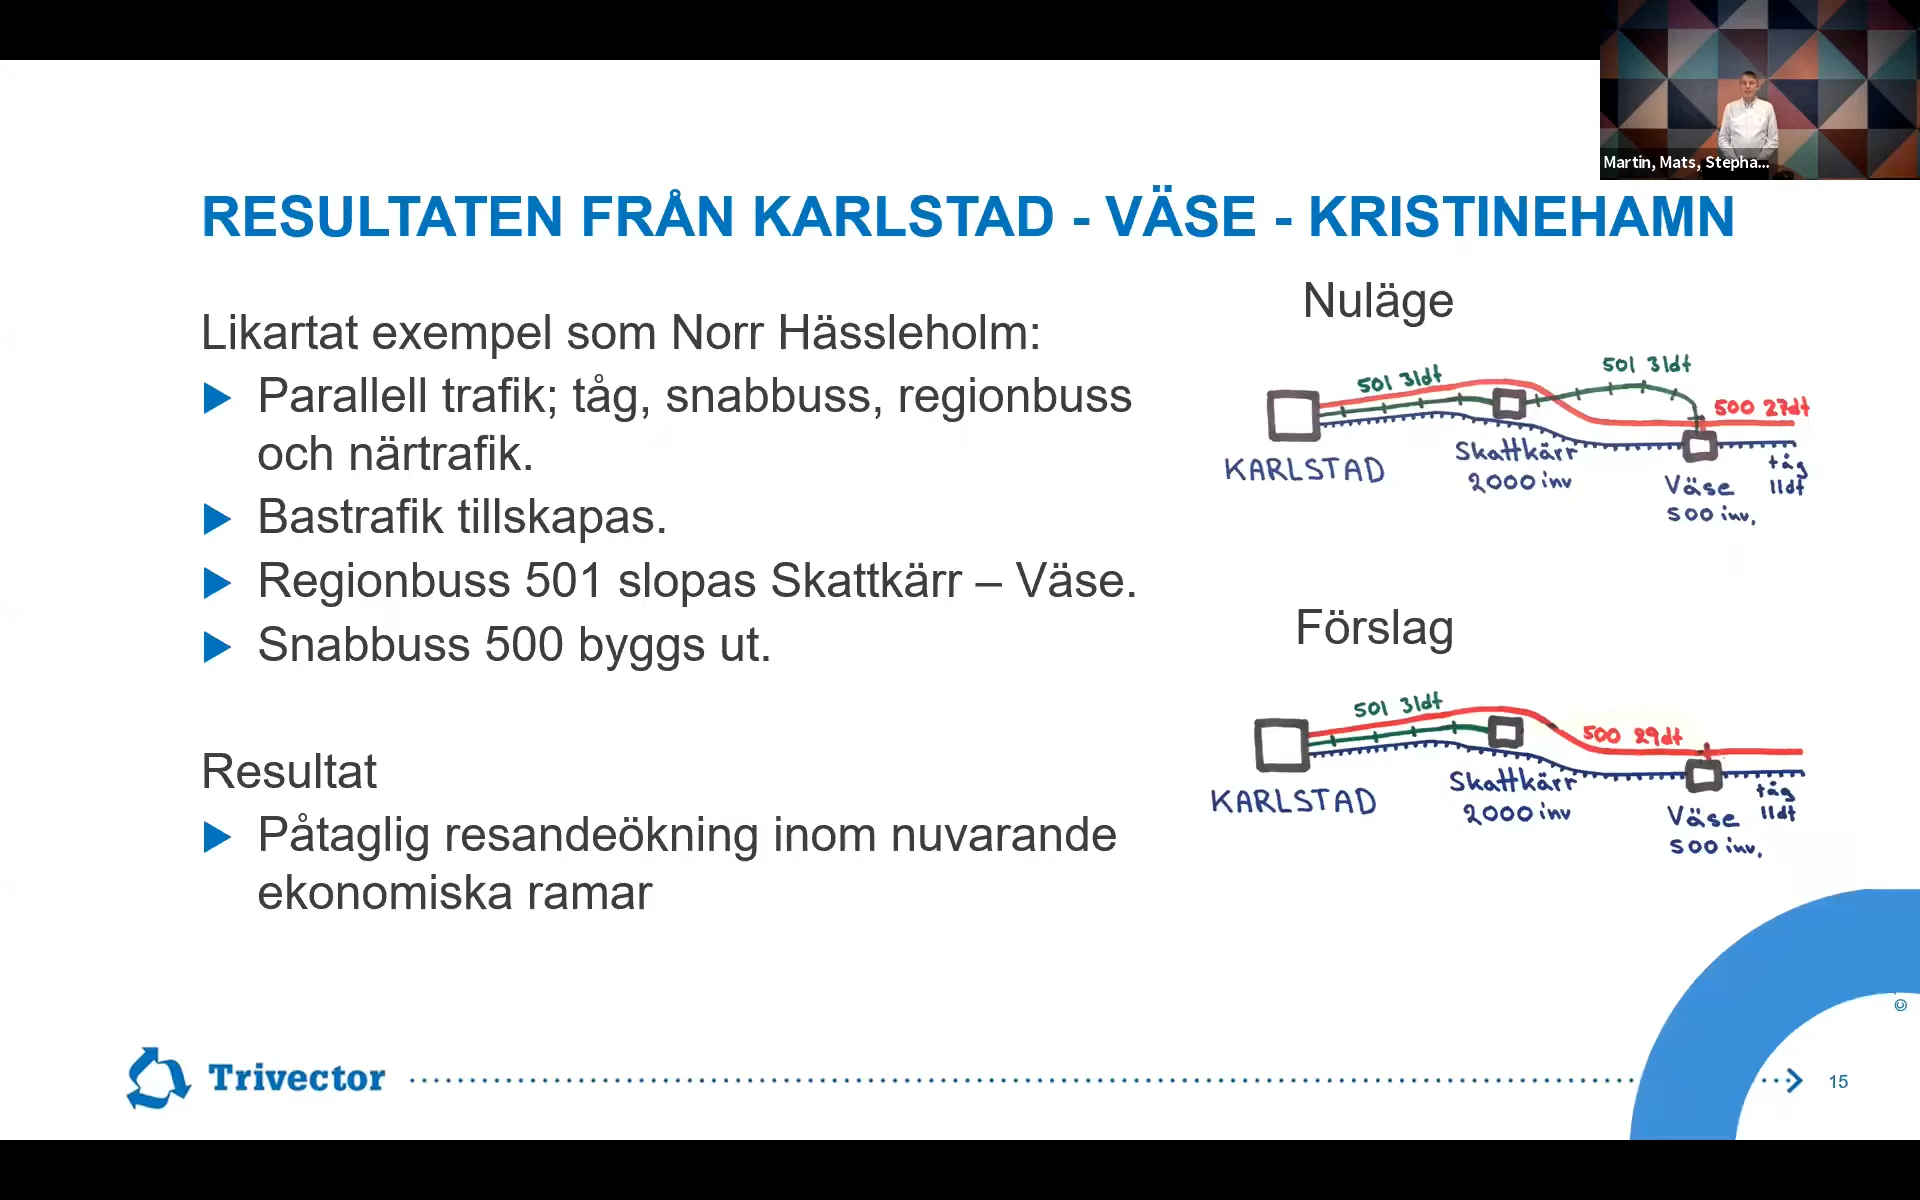 Martin, Mats, Stepha...
RESULTATEN FRÅN KARLSTAD - VÄSE - KRISTINEHAMN
Likartat exempel som Norr Hässleholm:
Parallell trafik; tåg, snabbuss, regionbuss
och närtrafik.
Bastrafik tillskapas.
Regionbuss 501 slopas Skattkärr – Väse.
Snabbuss 500 byggs ut.
Resultat
Påtaglig resandeökning inom nuvarande
ekonomiska ramar
Nuläge
501 31dt
501 31dt
500 27dt
KARLSTAD
Skattkärr
2000 inv
Väse
500 inv.
tåg
11dt
Förslag
501 31dt
500 29dt
KARLSTAD
Skattkärr
2000 inv
Väse
500 inv.
tåg
11dt
©
Trivector
15